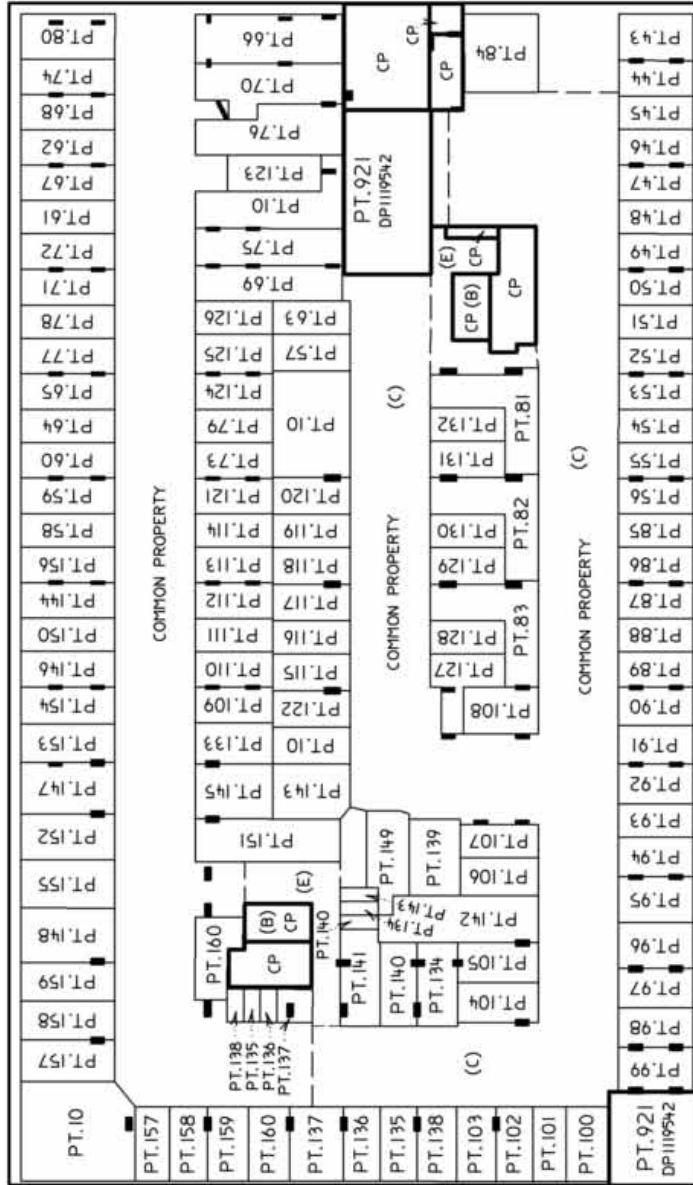 PT.80
PT.74
PT.68
PT.62
PT.67
PT.61
PT.72
PT.71
PT.78
PT.77
PT.65
PT.64
PT.60
PT.59
PT.58
PT.156
PT.144
PT.150
PT.146
PT.154
PT.153
PT.147
PT.152
PT.155
PT.148
PT.159
PT.158
PT.157
PT.10
COMMON PROPERTY
PT.66
PT.70
PT.76
PT.123
PT.10
PT.75
PT.69
PT.126
PT.125
PT.124
PT.79
PT.73
PT.121
PT.114
PT.113
PT.112
PT.111
PT.110
PT.109
PT.133
PT.145
PT.63
PT.57
PT.10
PT.120
PT.119
PT.118
PT.117
PT.116
PT.115
PT.122
PT.10
PT.143
PT.151
(E)
PT.160
(B)
CP
CP
PT.140
PT.138
PT.135
PT.136
PT.137
CP
CP
CP
PT.84
PT.921
DP1119542
(E)
CP
CP (B)
CP
(C)
COMMON PROPERTY
PT.132
PT.131
PT.81
PT.130
PT.129
PT.82
PT.128
PT.127
PT.83
PT.108
PT.149
PT.139
PT.107
PT.106
PT.143
PT.134
PT.142
PT.141
PT.140
PT.134
PT.105
PT.104
(C)
(C)
COMMON PROPERTY
PT.43
PT.44
PT.45
PT.46
PT.47
PT.48
PT.49
PT.50
PT.51
PT.52
PT.53
PT.54
PT.55
PT.56
PT.85
PT.86
PT.87
PT.88
PT.89
PT.90
PT.91
PT.92
PT.93
PT.94
PT.95
PT.96
PT.97
PT.98
PT.99
PT.157
PT.158
PT.159
PT.160
PT.137
PT.136
PT.135
PT.138
PT.103
PT.102
PT.101
PT.100
PT.921
DP1119542